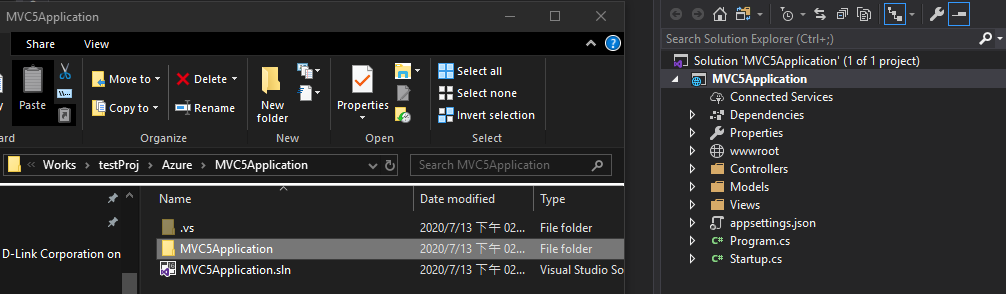 MVC5Application
Share View
Paste
Move to
Copy to
Delete
Rename
Organize
New
folder
New
Properties
Open
Select all
Select none
Invert selection
Select
Works testProj Azure MVC5Application
Search MVC5Application
Name Date modified Type
.vs 2020/7/13 下午 02... File folder
MVC5Application 2020/7/13 下午 02... File folder
MVC5Application.sln 2020/7/13 下午 02... Visual Studio So
D-Link Corporation on
Search Solution Explorer (Ctrl+;)
Solution 'MVC5Application' (1 of 1 project)
MVC5Application
Connected Services
Dependencies
Properties
wwwroot
Controllers
Models
Views
appsettings.json
C# Program.cs
C# Startup.cs